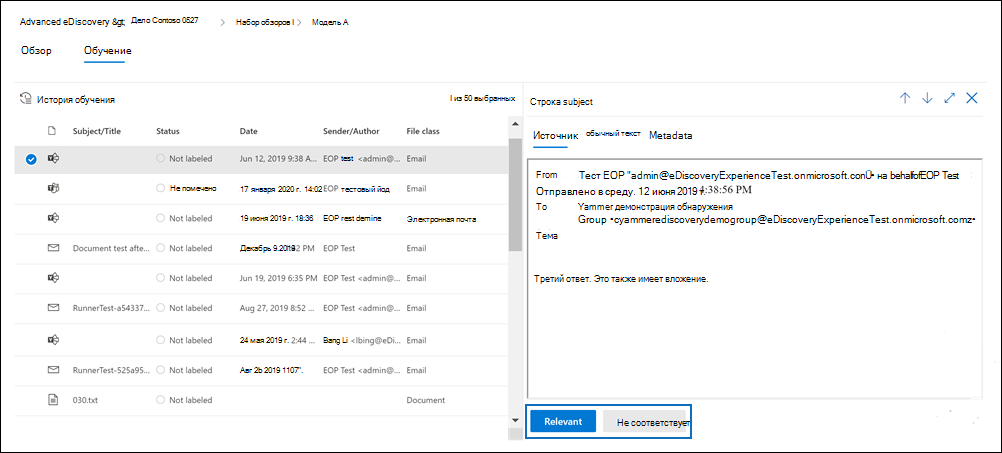 Advanced eDiscovery &gt; Дело Contoso 0527 > Набор обзоров I > Модель A
Обзор Обучение
История обучения I из 50 выбранных
Subject/Title Status Date Sender/Author File class
Not labeled Jun 12, 2019 9:38 A... EOP test <admin@... Email
Не помечено 17 января 2020 г. 14:02 EOP тестовый йод Email
Not labeled 19 июня 2019 г. 18:36 EOP rest demine Электронная почта
Document test afte... Not labeled Декабрь 9.2019 2 PM EOP Test Email
Not labeled Jun 19, 2019 6:35 PM EOP Test <admin@... Email
RunnerTest-a54337... Not labeled Aug 27, 2019 8:52 ... EOP Test <admin@... Email
Not labeled 24 мая 2019 г. 2:44 ... Bang Li <lbing@eDi... Email
RunnerTest-525a95... Not labeled Авг 2b 2019 1107". EOP Test <admin@... Email
030.txt Not labeled Document
Строка subject
Источник обычный текст Metadata
From Тест EOP "admin@eDiscoveryExperienceTest.onmicrosoft.com на behalfofEOP Test
Отправлено в среду. 12 июня 2019 г. 4:38:56 PM
То Yammer демонстрация обнаружения
Group •cyammerediscoverydemogroup@eDiscoveryExperienceTest.onmicrosoft.comz•
Тема
Третий ответ. Это также имеет вложение.
Relevant Не соответствует